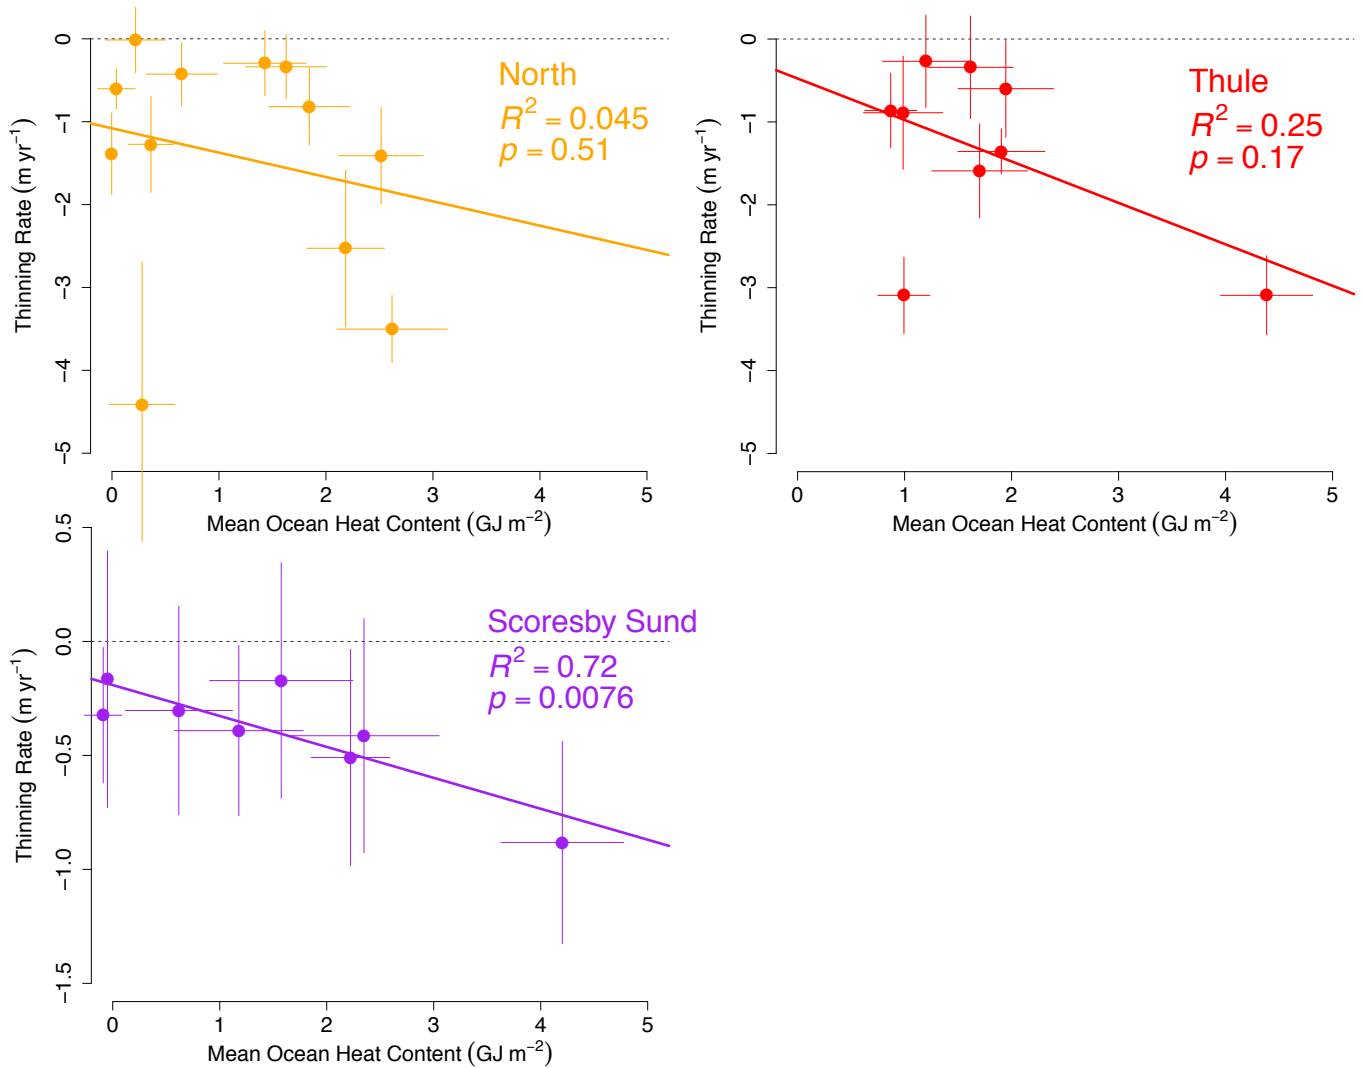 North
R² = 0.045
p = 0.51
Thinning Rate (m yr⁻¹)
0
−1
−2
−3
−4
−5
0 1 2 3 4 5
Mean Ocean Heat Content (GJ m⁻²)
Thule
R² = 0.25
p = 0.17
Thinning Rate (m yr⁻¹)
0
−1
−2
−3
−4
−5
0 1 2 3 4 5
Mean Ocean Heat Content (GJ m⁻²)
Scoresby Sund
R² = 0.72
p = 0.0076
Thinning Rate (m yr⁻¹)
0.5
0.0
−0.5
−1.0
−1.5
0 1 2 3 4 5
Mean Ocean Heat Content (GJ m⁻²)